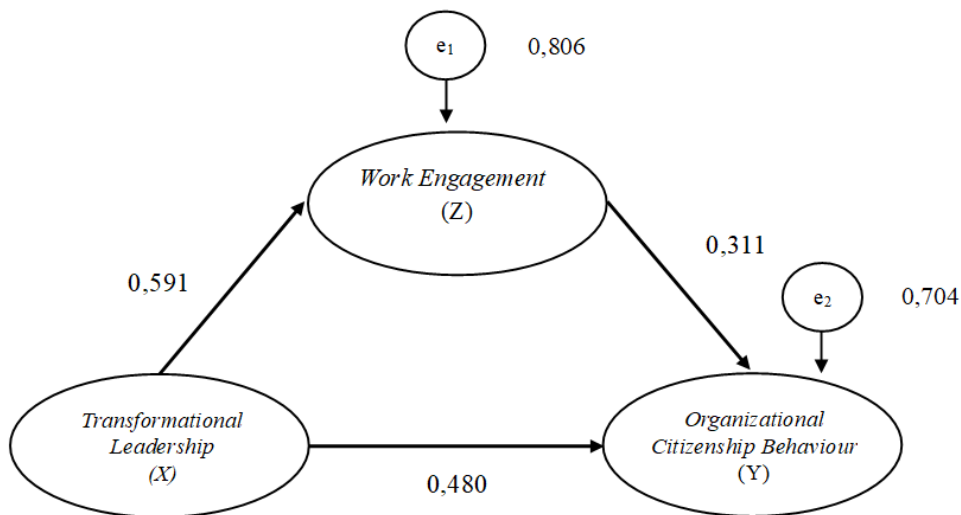 e₁
0,806
Work Engagement
(Z)
0,591
0,311
e₂
0,704
Transformational
Leadership
(X)
0,480
Organizational
Citizenship Behaviour
(Y)